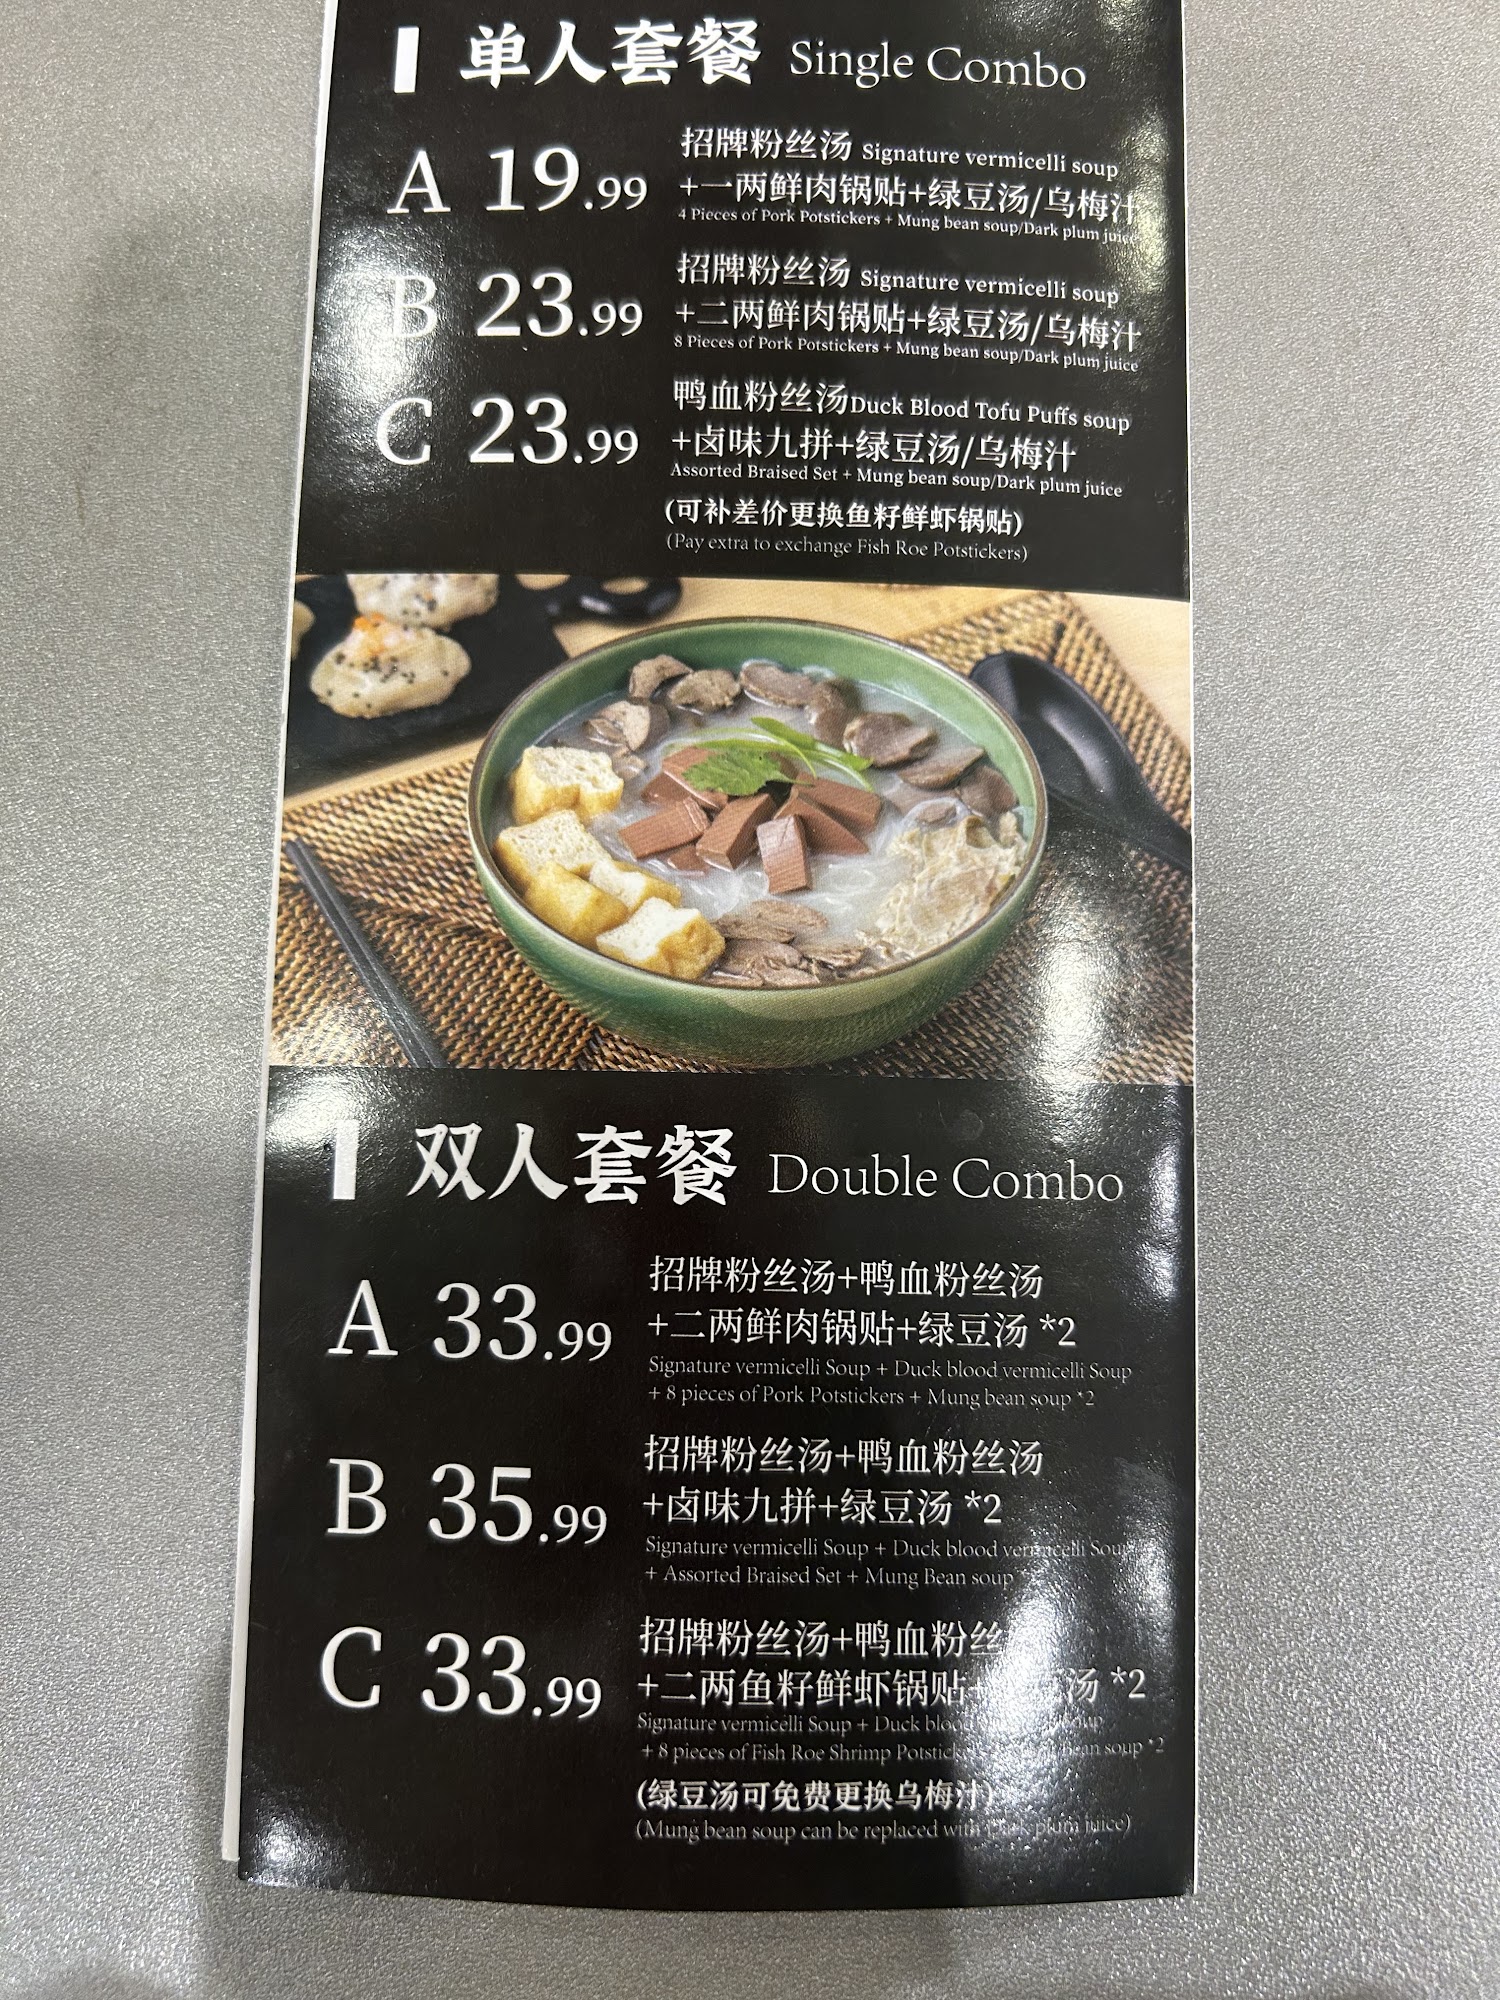 单人套餐 Single Combo
A 19.99
招牌粉丝汤 Signature vermicelli soup
+一两鲜肉锅贴+绿豆汤/乌梅汁
4 Pieces of Pork Potstickers + Mung bean soup/Dark plum juice
B 23.99
招牌粉丝汤 Signature vermicelli soup
+二两鲜肉锅贴+绿豆汤/乌梅汁
8 Pieces of Pork Potstickers + Mung bean soup/Dark plum juice
C 23.99
鸭血粉丝汤Duck Blood Tofu Puffs soup
+卤味九拼+绿豆汤/乌梅汁
Assorted Braised Set + Mung bean soup/Dark plum juice
(可补差价更换鱼籽鲜虾锅贴)
(Pay extra to exchange Fish Roe Potstickers)
双人套餐 Double Combo
A 33.99
招牌粉丝汤+鸭血粉丝汤
+二两鲜肉锅贴+绿豆汤 *2
Signature vermicelli Soup + Duck blood vermicelli Soup
+ 8 pieces of Pork Potstickers + Mung bean soup *2
B 35.99
招牌粉丝汤+鸭血粉丝汤
+卤味九拼+绿豆汤 *2
Signature vermicelli Soup + Duck blood vermicelli Soup
+ Assorted Braised Set + Mung Bean soup
C 33.99
招牌粉丝汤+鸭血粉丝
+二两鱼籽鲜虾锅贴+ 汤 *2
Signature vermicelli Soup + Duck blood Soup
+ 8 pieces of Fish Roe Shrimp bean soup *2
(绿豆汤可免费更换乌梅汁)
(Mung bean soup can be replaced with Dark plum juice)